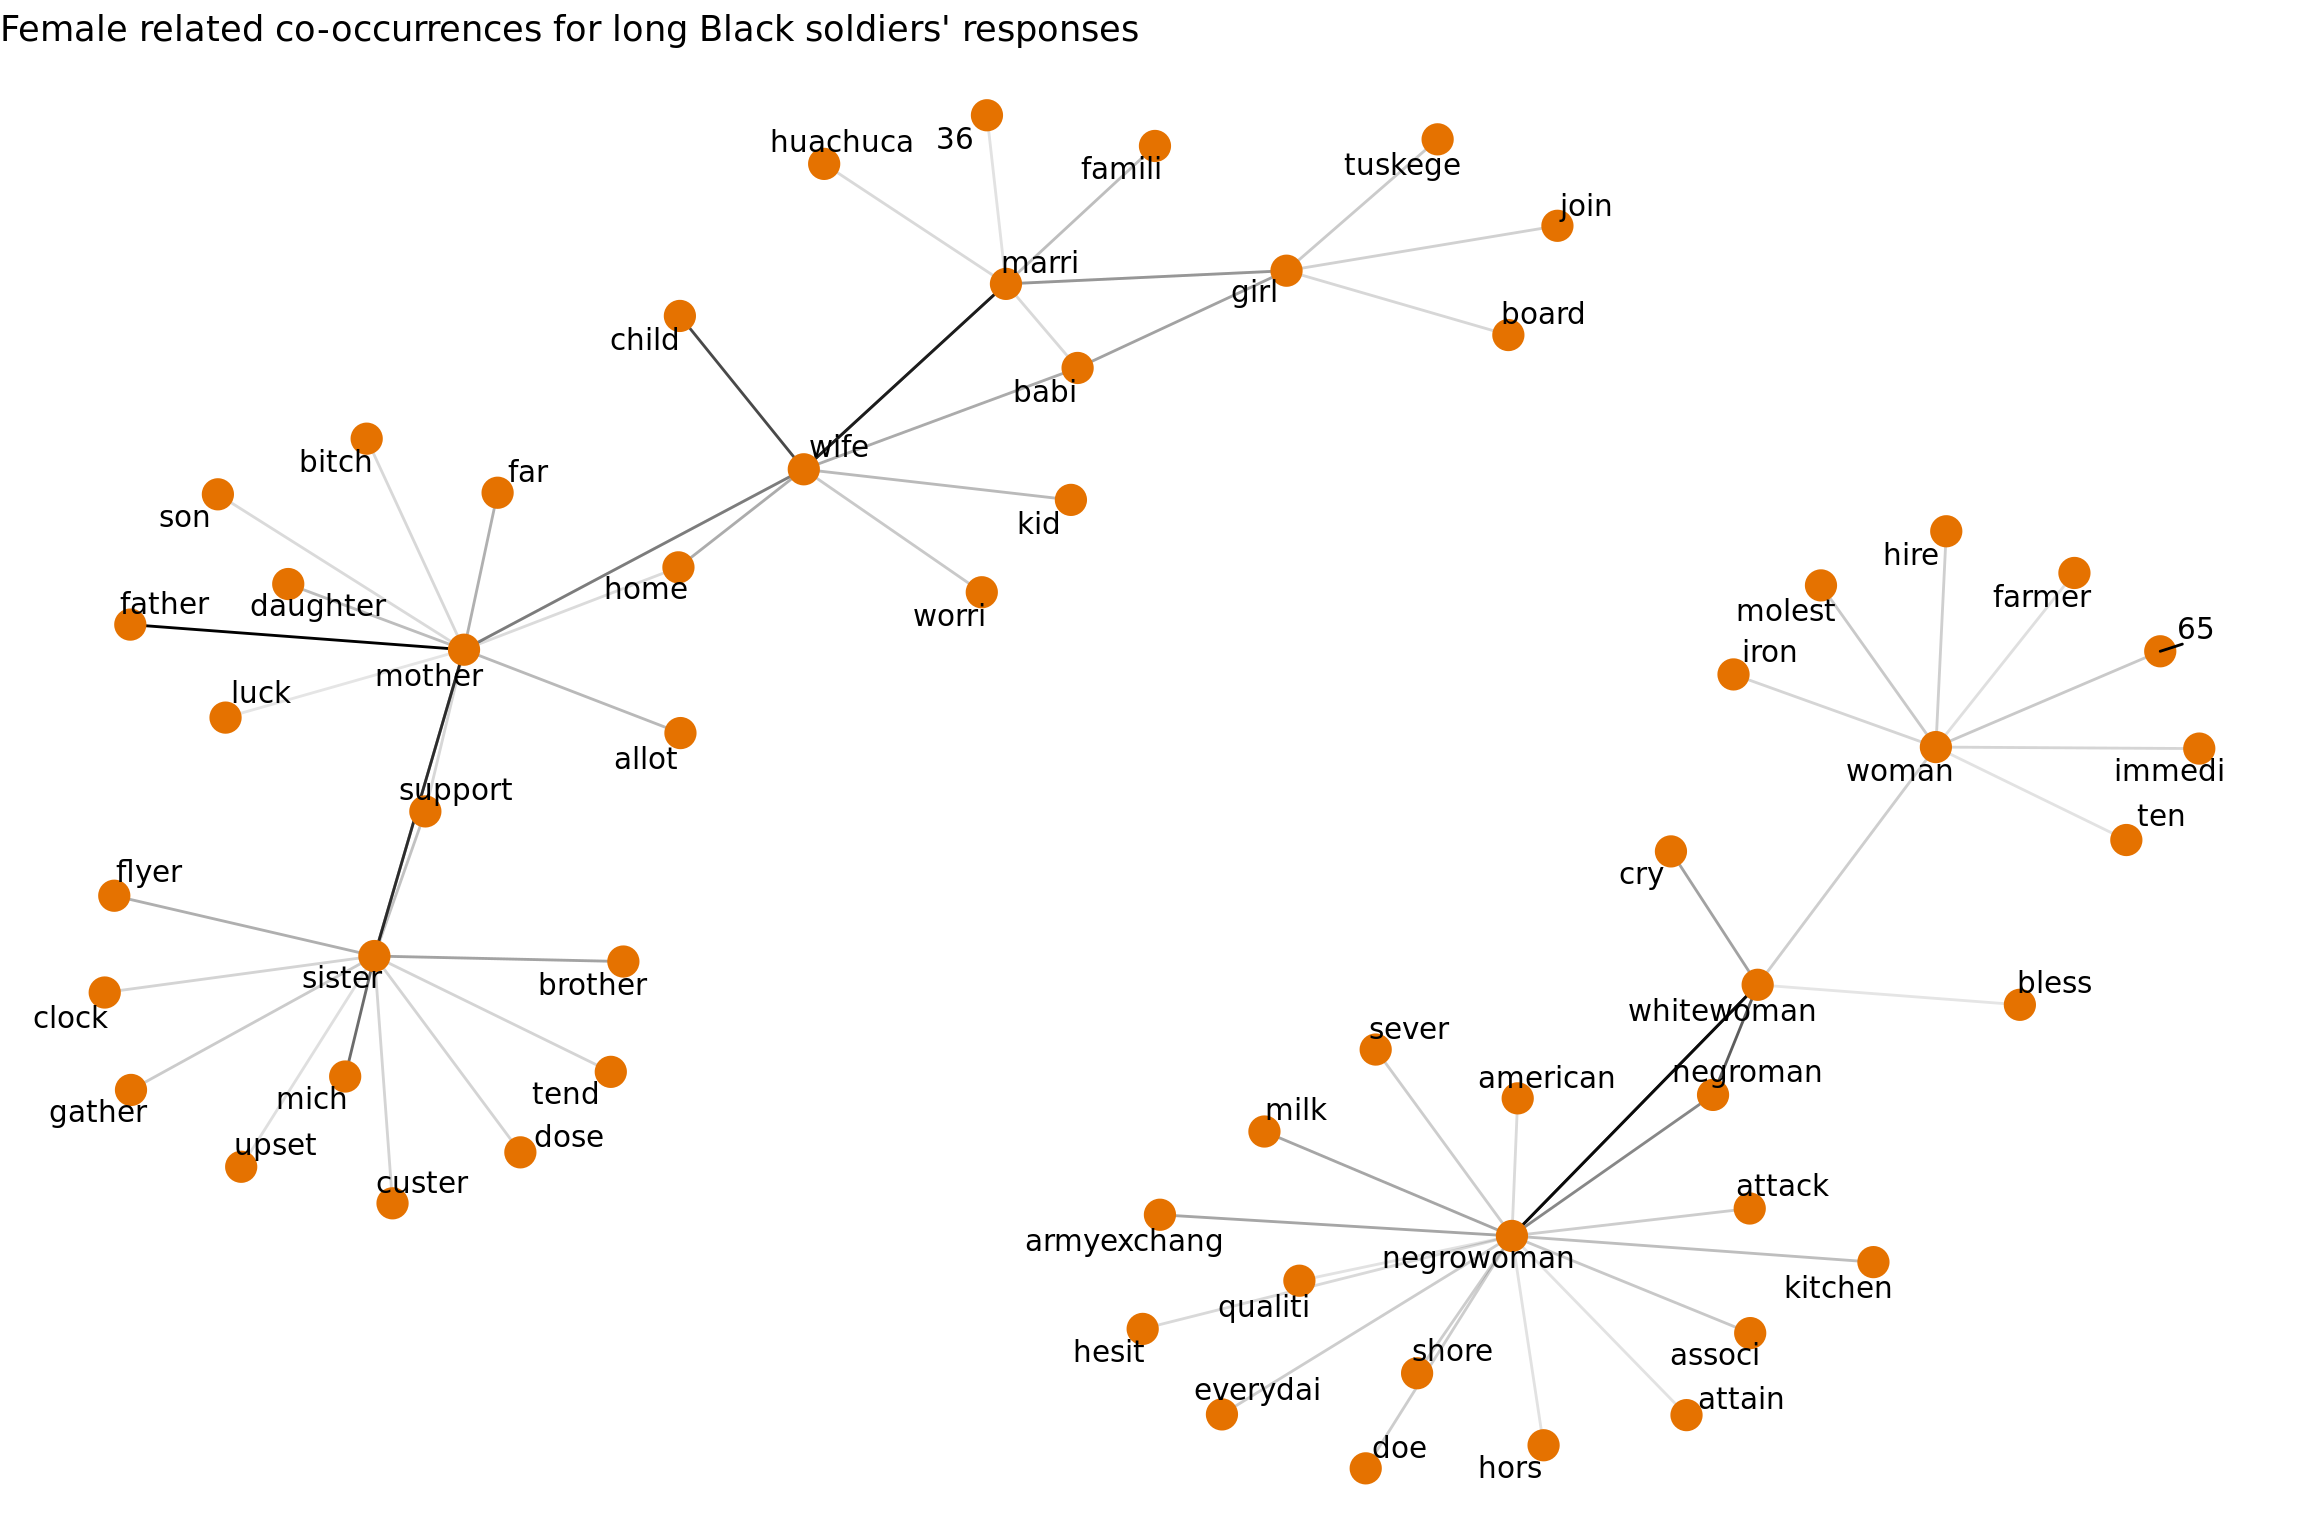 Female related co-occurrences for long Black soldiers' responses
huachuca
36
famili
tuskege
join
marri
girl
board
child
babi
wife
bitch
far
son
kid
hire
father
daughter
home
worri
molest
farmer
65
iron
mother
luck
allot
woman
immedi
support
ten
flyer
cry
sister
brother
bless
clock
whitewoman
sever
gather
mich
tend
american
negroman
milk
upset
dose
custer
attack
armyexchang
negrowoman
kitchen
qualiti
hesit
shore
associ
everydai
attain
doe
hors